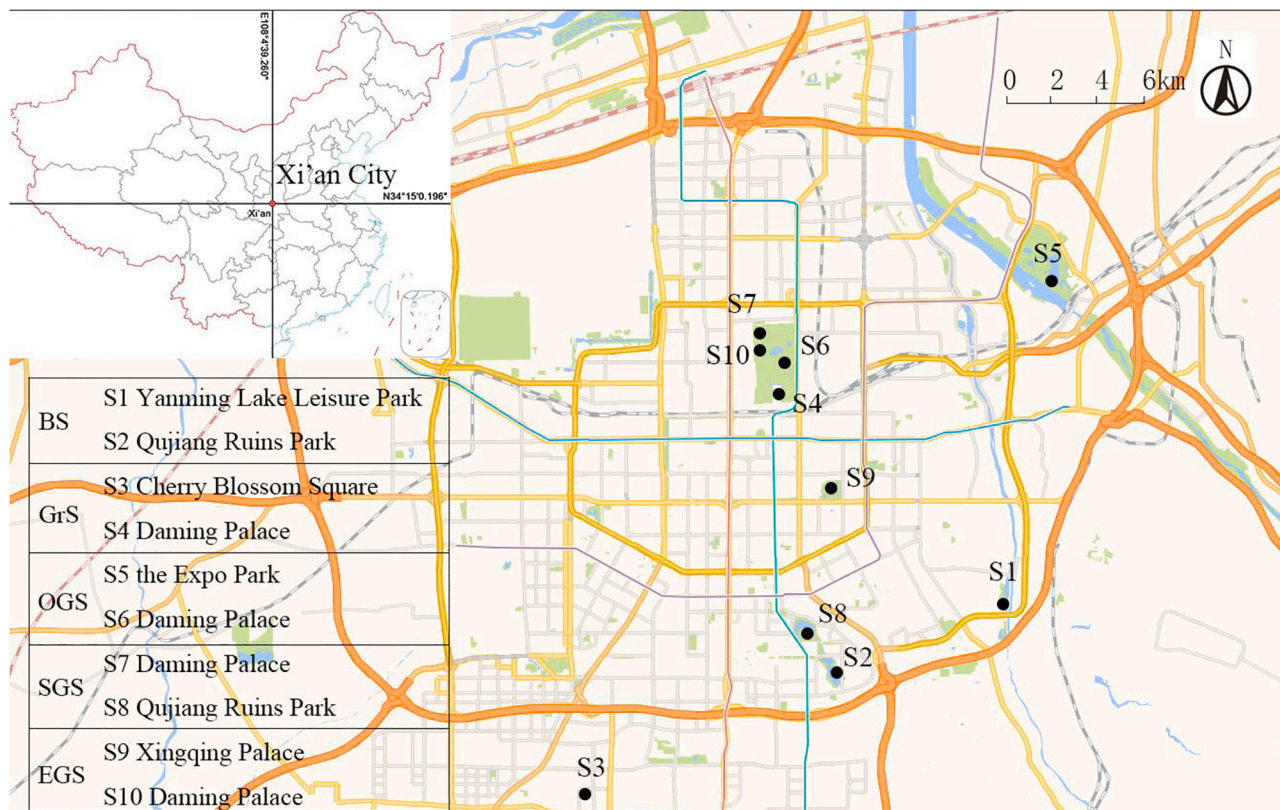 E108°4'39.260"
Xi'an City
N34°15'0.196"
Xi'an
0 2 4 6km
N
S5
S7
S10
S6
S4
S9
S1
S8
S2
S3
BS
S1 Yanming Lake Leisure Park
S2 Qujiang Ruins Park
GrS
S3 Cherry Blossom Square
S4 Daming Palace
OGS
S5 the Expo Park
S6 Daming Palace
SGS
S7 Daming Palace
S8 Qujiang Ruins Park
EGS
S9 Xingqing Palace
S10 Daming Palace